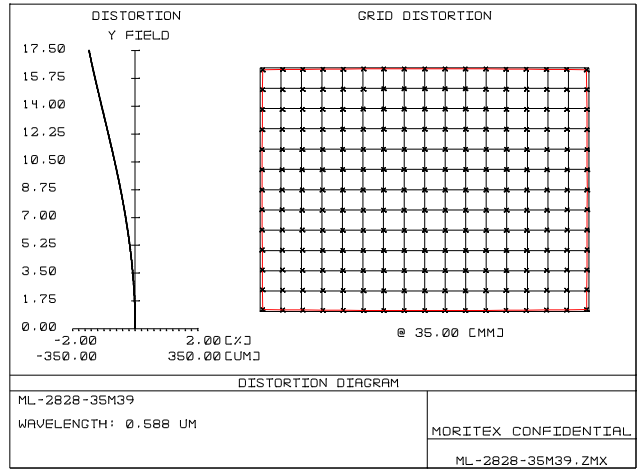 DISTORTION
Y FIELD
17.50
15.75
14.00
12.25
10.50
8.75
7.00
5.25
3.50
1.75
0.00
-2.00 2.00 [%]
-350.00 350.00 [UM]
GRID DISTORTION
@ 35.00 [MM]
DISTORTION DIAGRAM
ML-2828-35M39
WAVELENGTH: 0.588 UM
MORITEX CONFIDENTIAL
ML-2828-35M39.ZMX